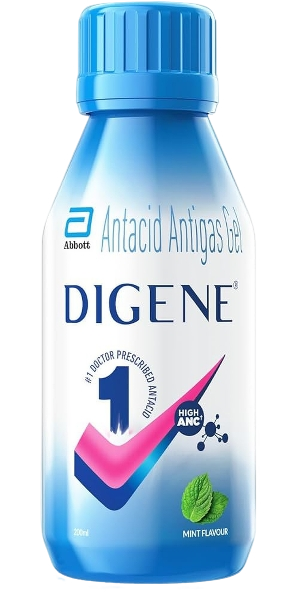 Abbott
Antacid Antigas Gel
DIGENE®
#1 DOCTOR PRESCRIBED ANTACID
1
HIGH
ANC†
200ml
MINT FLAVOUR